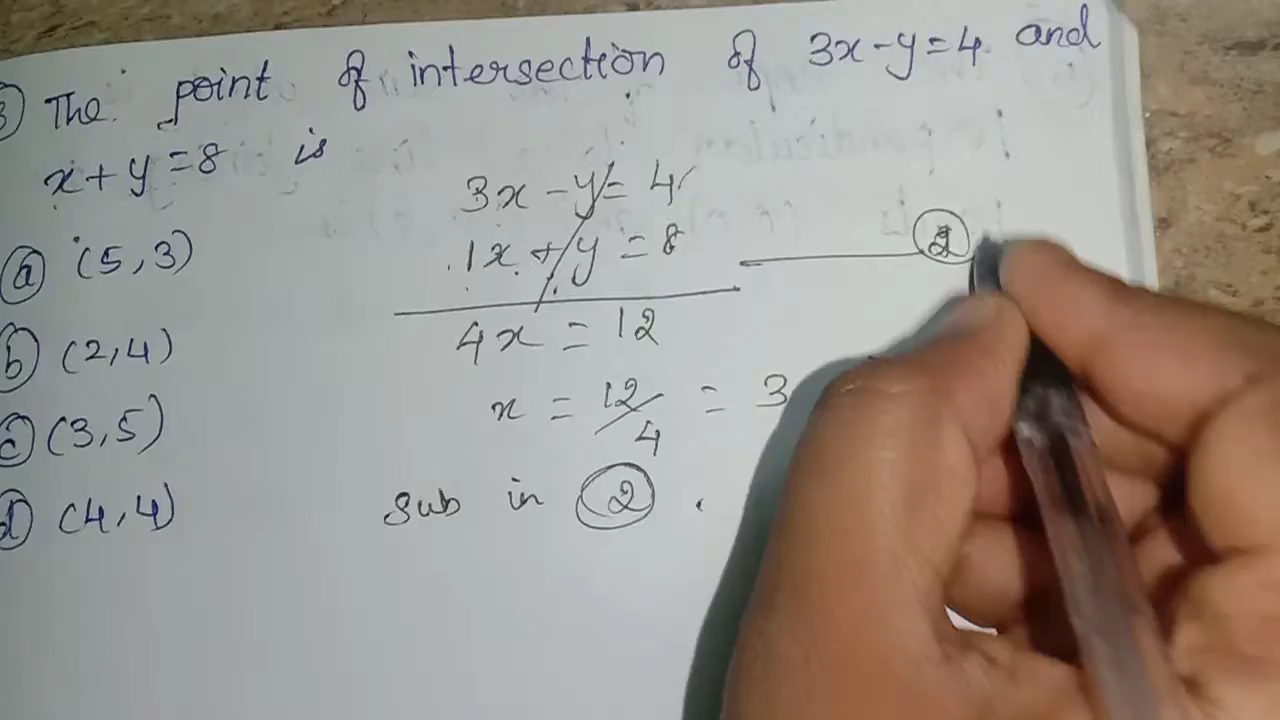 3) The point of intersection of 3x-y=4 and
x+y=8 is
a) (5,3)
b) (2,4)
c) (3,5)
d) (4,4)
3x-y=4
1x+y=8 ——— 2
4x=12
x=12/4=3
Sub in 2.